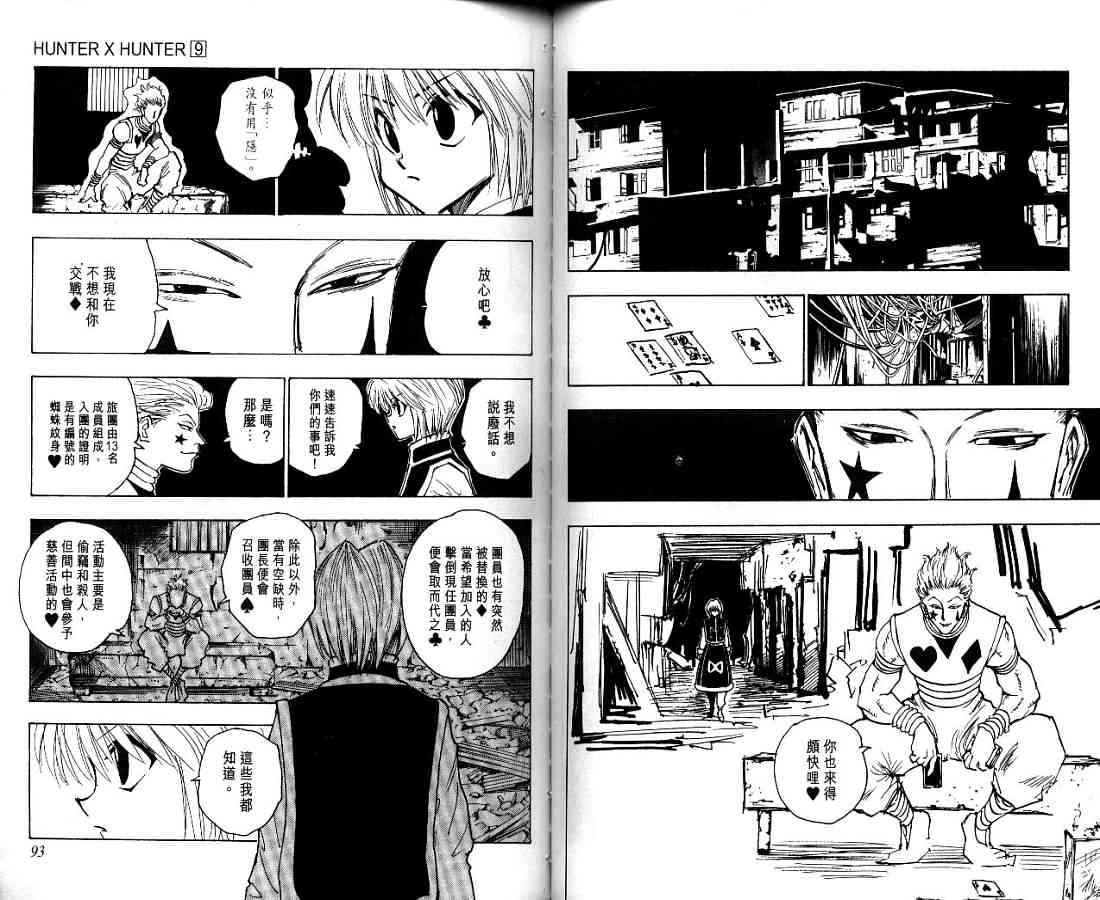 HUNTER X HUNTER 9
你也來得
頗快哩♥
似乎…
沒有用「隱」。
放心吧♣
我現在
不想和你
交戰♦
我不想
說廢話。
速速告訴我
你們的事吧！
是嗎？
那麼…
旅團由13名
成員組成，
入團的證明
是有編號的
蜘蛛紋身♥
團員也有突然
被替換的♦
當希望加入的人
擊倒現任團員，
便會取而代之♣
除此以外，
當有空缺時，
團長便會
召收團員♠
活動主要是
偷竊和殺人，
但間中也會參予
慈善活動的♥
這些我都
知道。
93